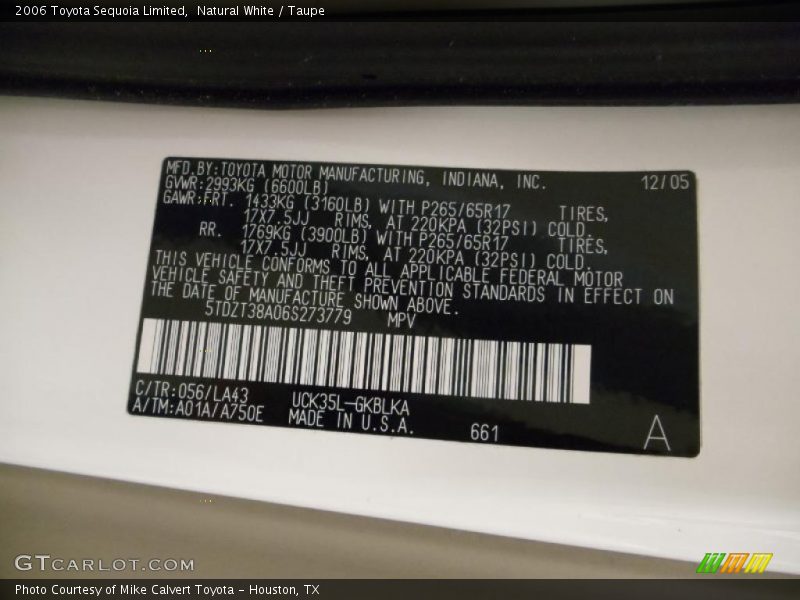 2006 Toyota Sequoia Limited,  Natural White / Taupe
MFD.BY:TOYOTA MOTOR MANUFACTURING, INDIANA, INC. 12/05
GVWR:2993KG (6600LB)
GAWR:FRT. 1433KG (3160LB) WITH P265/65R17 TIRES,
17X7.5JJ RIMS, AT 220KPA (32PSI) COLD.
RR. 1769KG (3900LB) WITH P265/65R17 TIRES,
17X7.5JJ RIMS, AT 220KPA (32PSI) COLD.
THIS VEHICLE CONFORMS TO ALL APPLICABLE FEDERAL MOTOR
VEHICLE SAFETY AND THEFT PREVENTION STANDARDS IN EFFECT ON
THE DATE OF MANUFACTURE SHOWN ABOVE.
5TDZT38A06S273779 MPV
C/TR:056/LA43 UCK35L-GKBLKA
A/TM:A01A/A750E MADE IN U.S.A. 661 A
GTCARLOT.COM
Photo Courtesy of Mike Calvert Toyota - Houston, TX